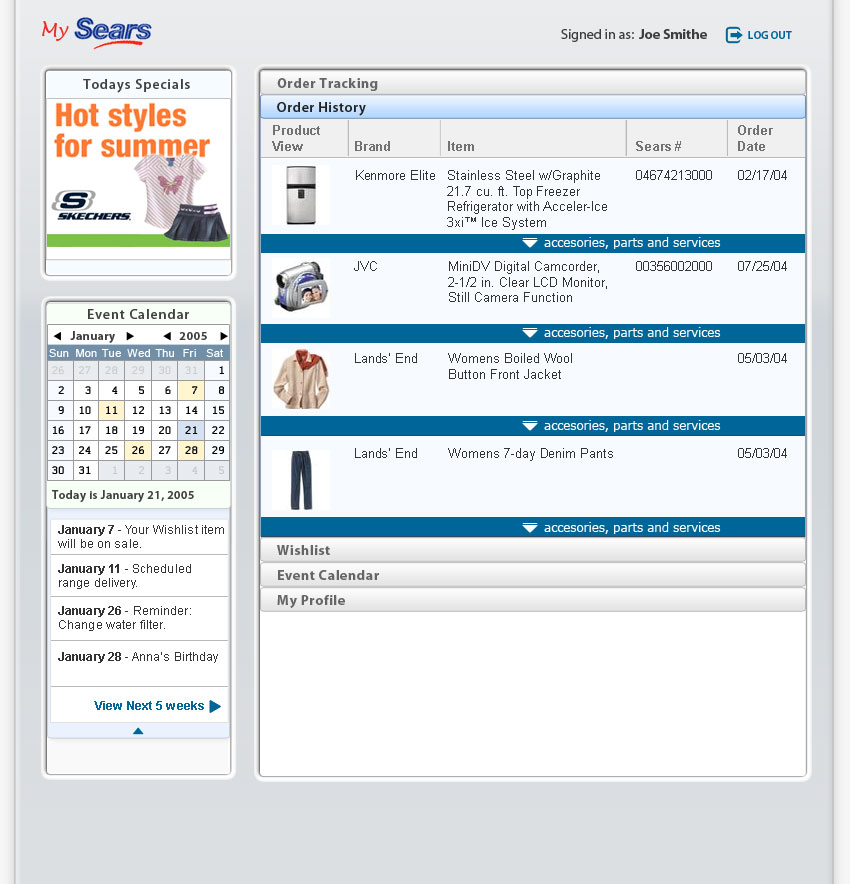 My Sears
Signed in as: Joe Smithe
LOG OUT
Todays Specials
Hot styles
for summer
S
SKECHERS.
Event Calendar
January 2005
Sun Mon Tue Wed Thu Fri Sat
26 27 28 29 30 31 1
2 3 4 5 6 7 8
9 10 11 12 13 14 15
16 17 18 19 20 21 22
23 24 25 26 27 28 29
30 31 1 2 3 4 5
Today is January 21, 2005
January 7 - Your Wishlist item
will be on sale.
January 11 - Scheduled
range delivery.
January 26 - Reminder:
Change water filter.
January 28 - Anna's Birthday
View Next 5 weeks
Order Tracking
Order History
Product
View
Brand
Item
Sears #
Order
Date
Kenmore Elite
Stainless Steel w/Graphite
21.7 cu. ft. Top Freezer
Refrigerator with Acceler-Ice
3xi™ Ice System
04674213000
02/17/04
accesories, parts and services
JVC
MiniDV Digital Camcorder,
2-1/2 in. Clear LCD Monitor,
Still Camera Function
00356002000
07/25/04
accesories, parts and services
Lands' End
Womens Boiled Wool
Button Front Jacket
05/03/04
accesories, parts and services
Lands' End
Womens 7-day Denim Pants
05/03/04
accesories, parts and services
Wishlist
Event Calendar
My Profile